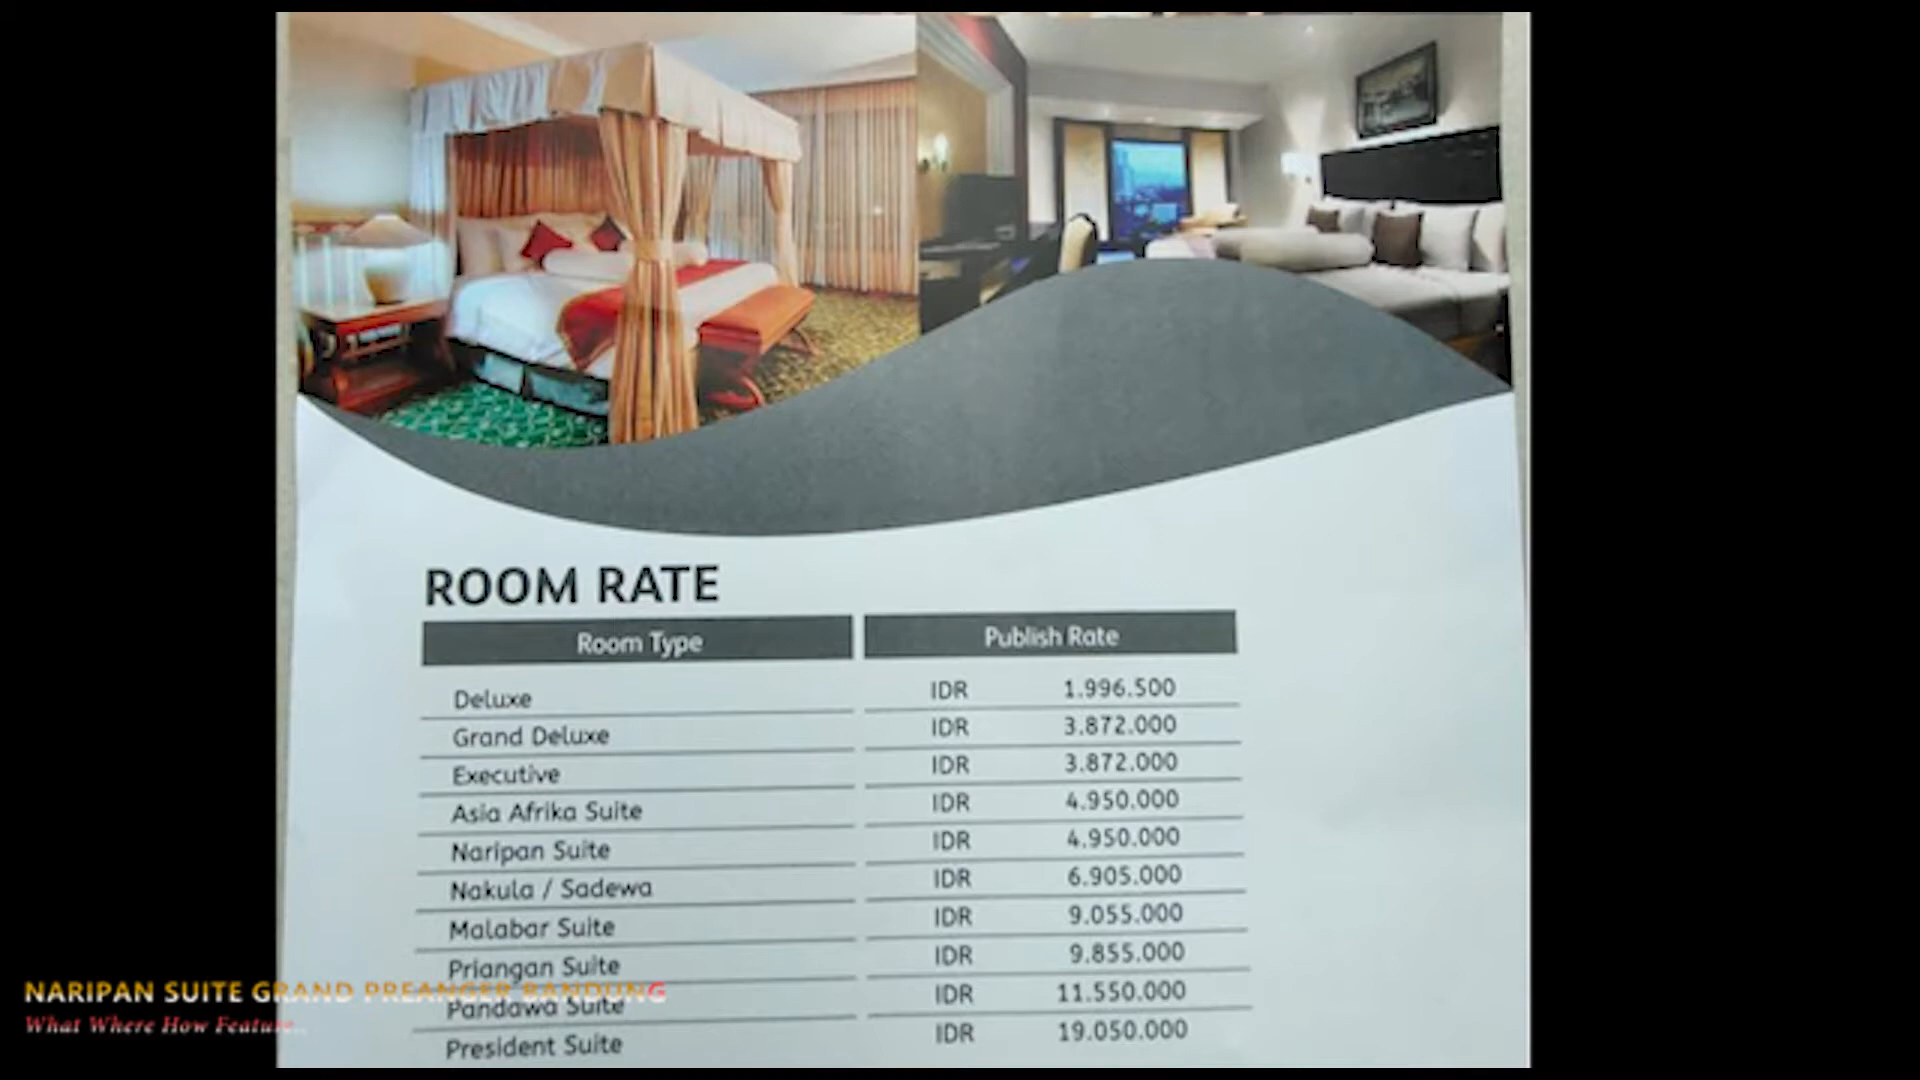 ROOM RATE
Room Type Publish Rate
Deluxe IDR 1.996.500
Grand Deluxe IDR 3.872.000
Executive IDR 3.872.000
Asia Afrika Suite IDR 4.950.000
Naripan Suite IDR 4.950.000
Nakula / Sadewa IDR 6.905.000
Malabar Suite IDR 9.055.000
Priangan Suite IDR 9.855.000
Pandawa Suite IDR 11.550.000
President Suite IDR 19.050.000
NARIPAN SUITE GRAND PREANGER BANDUNG
What Where How Feature..